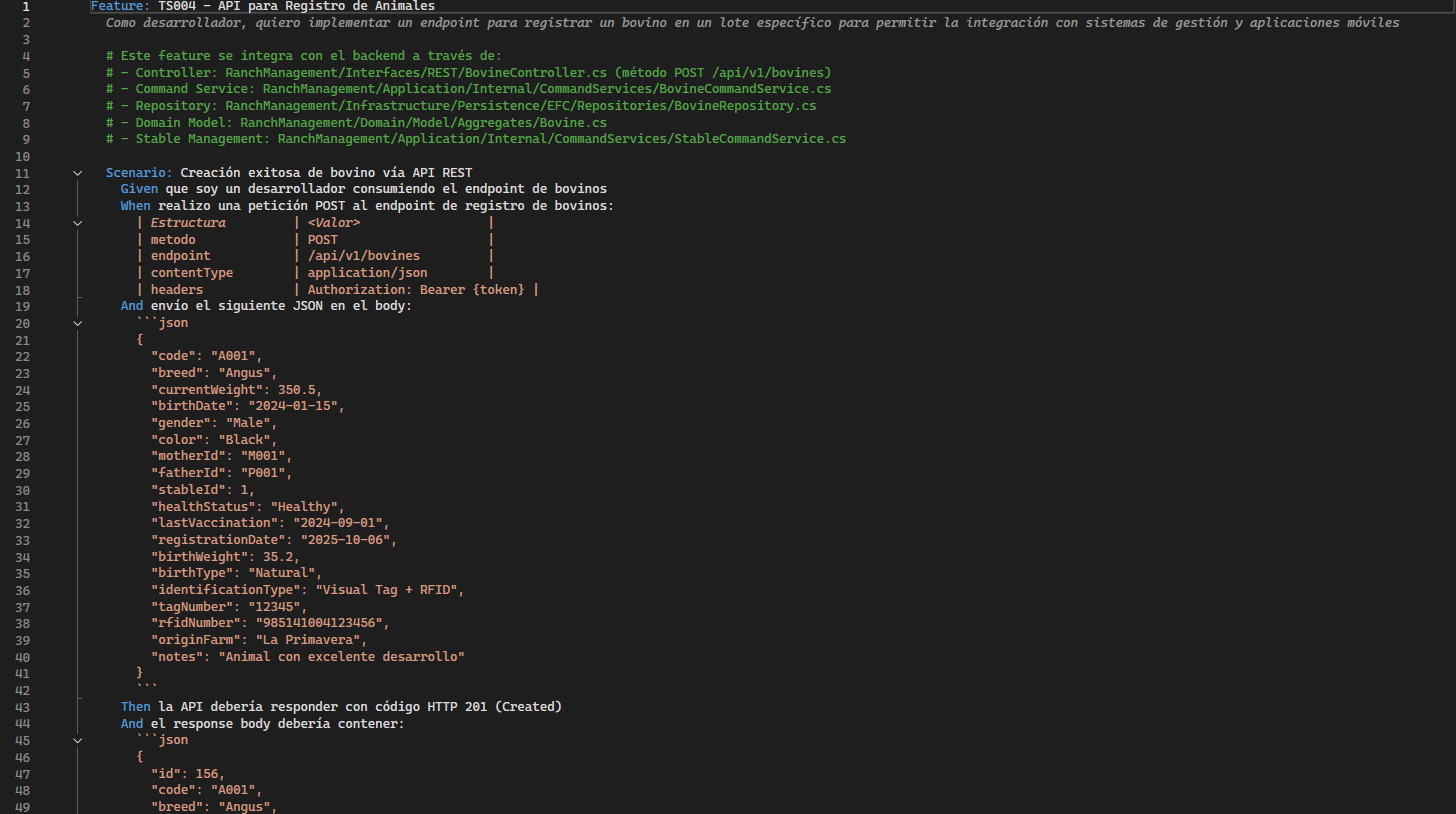 1 Feature: TS004 - API para Registro de Animales
2 Como desarrollador, quiero implementar un endpoint para registrar un bovino en un lote específico para permitir la integración con sistemas de gestión y aplicaciones móviles
3
4 # Este feature se integra con el backend a través de:
5 # - Controller: RanchManagement/Interfaces/REST/BovineController.cs (método POST /api/v1/bovines)
6 # - Command Service: RanchManagement/Application/Internal/CommandServices/BovineCommandService.cs
7 # - Repository: RanchManagement/Infrastructure/Persistence/EFC/Repositories/BovineRepository.cs
8 # - Domain Model: RanchManagement/Domain/Model/Aggregates/Bovine.cs
9 # - Stable Management: RanchManagement/Application/Internal/CommandServices/StableCommandService.cs
10
11 Scenario: Creación exitosa de bovino vía API REST
12 Given que soy un desarrollador consumiendo el endpoint de bovinos
13 When realizo una petición POST al endpoint de registro de bovinos:
14 | Estructura | <Valor> |
15 | metodo | POST |
16 | endpoint | /api/v1/bovines |
17 | contentType | application/json |
18 | headers | Authorization: Bearer {token} |
19 And envío el siguiente JSON en el body:
20 ```json
21 {
22 "code": "A001",
23 "breed": "Angus",
24 "currentWeight": 350.5,
25 "birthDate": "2024-01-15",
26 "gender": "Male",
27 "color": "Black",
28 "motherId": "M001",
29 "fatherId": "P001",
30 "stableId": 1,
31 "healthStatus": "Healthy",
32 "lastVaccination": "2024-09-01",
33 "registrationDate": "2025-10-06",
34 "birthWeight": 35.2,
35 "birthType": "Natural",
36 "identificationType": "Visual Tag + RFID",
37 "tagNumber": "12345",
38 "rfidNumber": "985141004123456",
39 "originFarm": "La Primavera",
40 "notes": "Animal con excelente desarrollo"
41 }
42 ```
43 Then la API debería responder con código HTTP 201 (Created)
44 And el response body debería contener:
45 ```json
46 {
47 "id": 156,
48 "code": "A001",
49 "breed": "Angus",